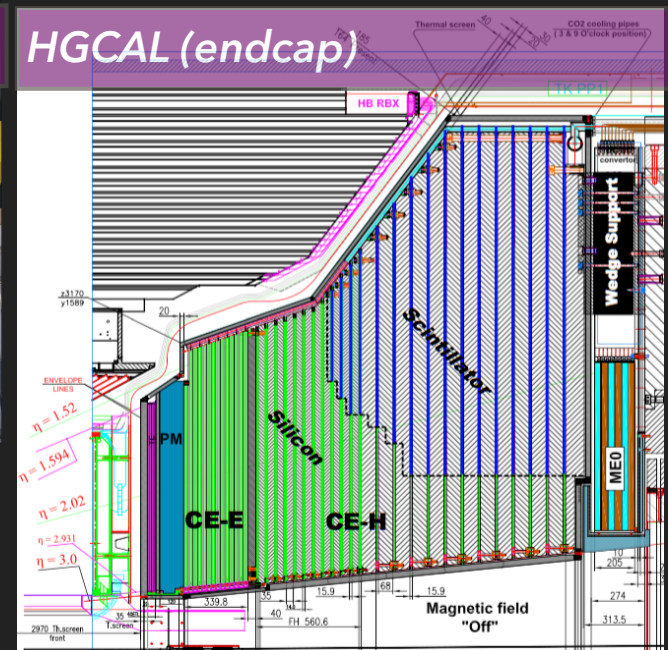 HGCAL (endcap)
Thermal screen
40
CO2 cooling pipes
( 3 & 9 O'clock position)
TK PP1
HB RBX
convertor
Wedge Support
z3170
y1589
20
Scintillator
ENVELOPE
LINES
η = 1.52
PM
Silicon
η = 1.594
ME0
η = 2.02
CE-E
CE-H
η = 2.931
η = 3.0
10
205
35
339.8
35
15.9
68
15.9
274
40
FH 560.6
Magnetic field
"Off"
313.5
2970 Th.screen
front
T.screen